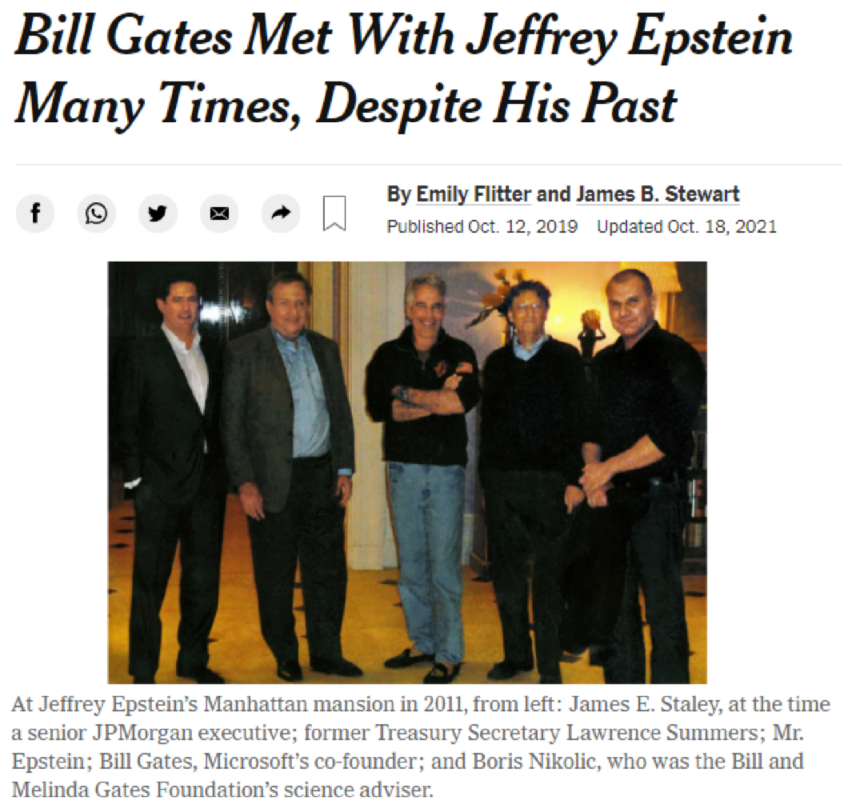 Bill Gates Met With Jeffrey Epstein
Many Times, Despite His Past
By Emily Flitter and James B. Stewart
Published Oct. 12, 2019 Updated Oct. 18, 2021
At Jeffrey Epstein’s Manhattan mansion in 2011, from left: James E. Staley, at the time
a senior JPMorgan executive; former Treasury Secretary Lawrence Summers; Mr.
Epstein; Bill Gates, Microsoft’s co-founder; and Boris Nikolic, who was the Bill and
Melinda Gates Foundation’s science adviser.